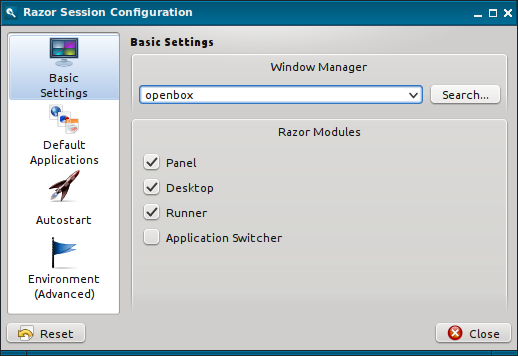 Razor Session Configuration
Basic Settings
Basic
Settings
Default
Applications
Autostart
Environment
(Advanced)
Window Manager
openbox
Search...
Razor Modules
Panel
Desktop
Runner
Application Switcher
Reset
Close